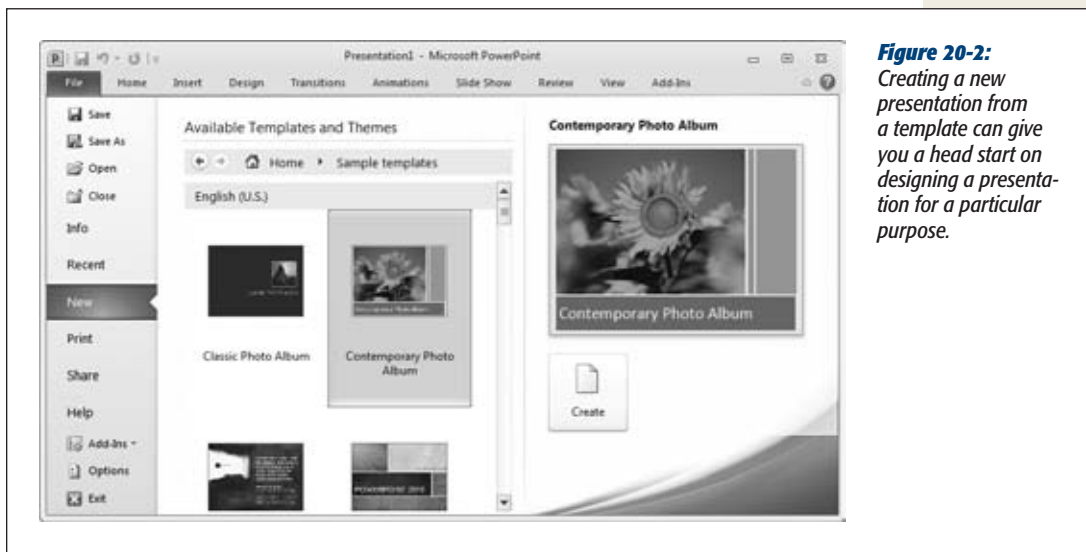 Presentation1 - Microsoft PowerPoint
File Home Insert Design Transitions Animations Slide Show Review View Add-Ins
Save
Save As
Open
Close
Info
Recent
New
Print
Share
Help
Add-Ins
Options
Exit
Available Templates and Themes
Home Sample templates
English (U.S.)
Classic Photo Album
Contemporary Photo
Album
POWERPOINT 2010
Contemporary Photo Album
Contemporary Photo Album
Create
Figure 20-2:
Creating a new
presentation from
a template can give
you a head start on
designing a presenta-
tion for a particular
purpose.